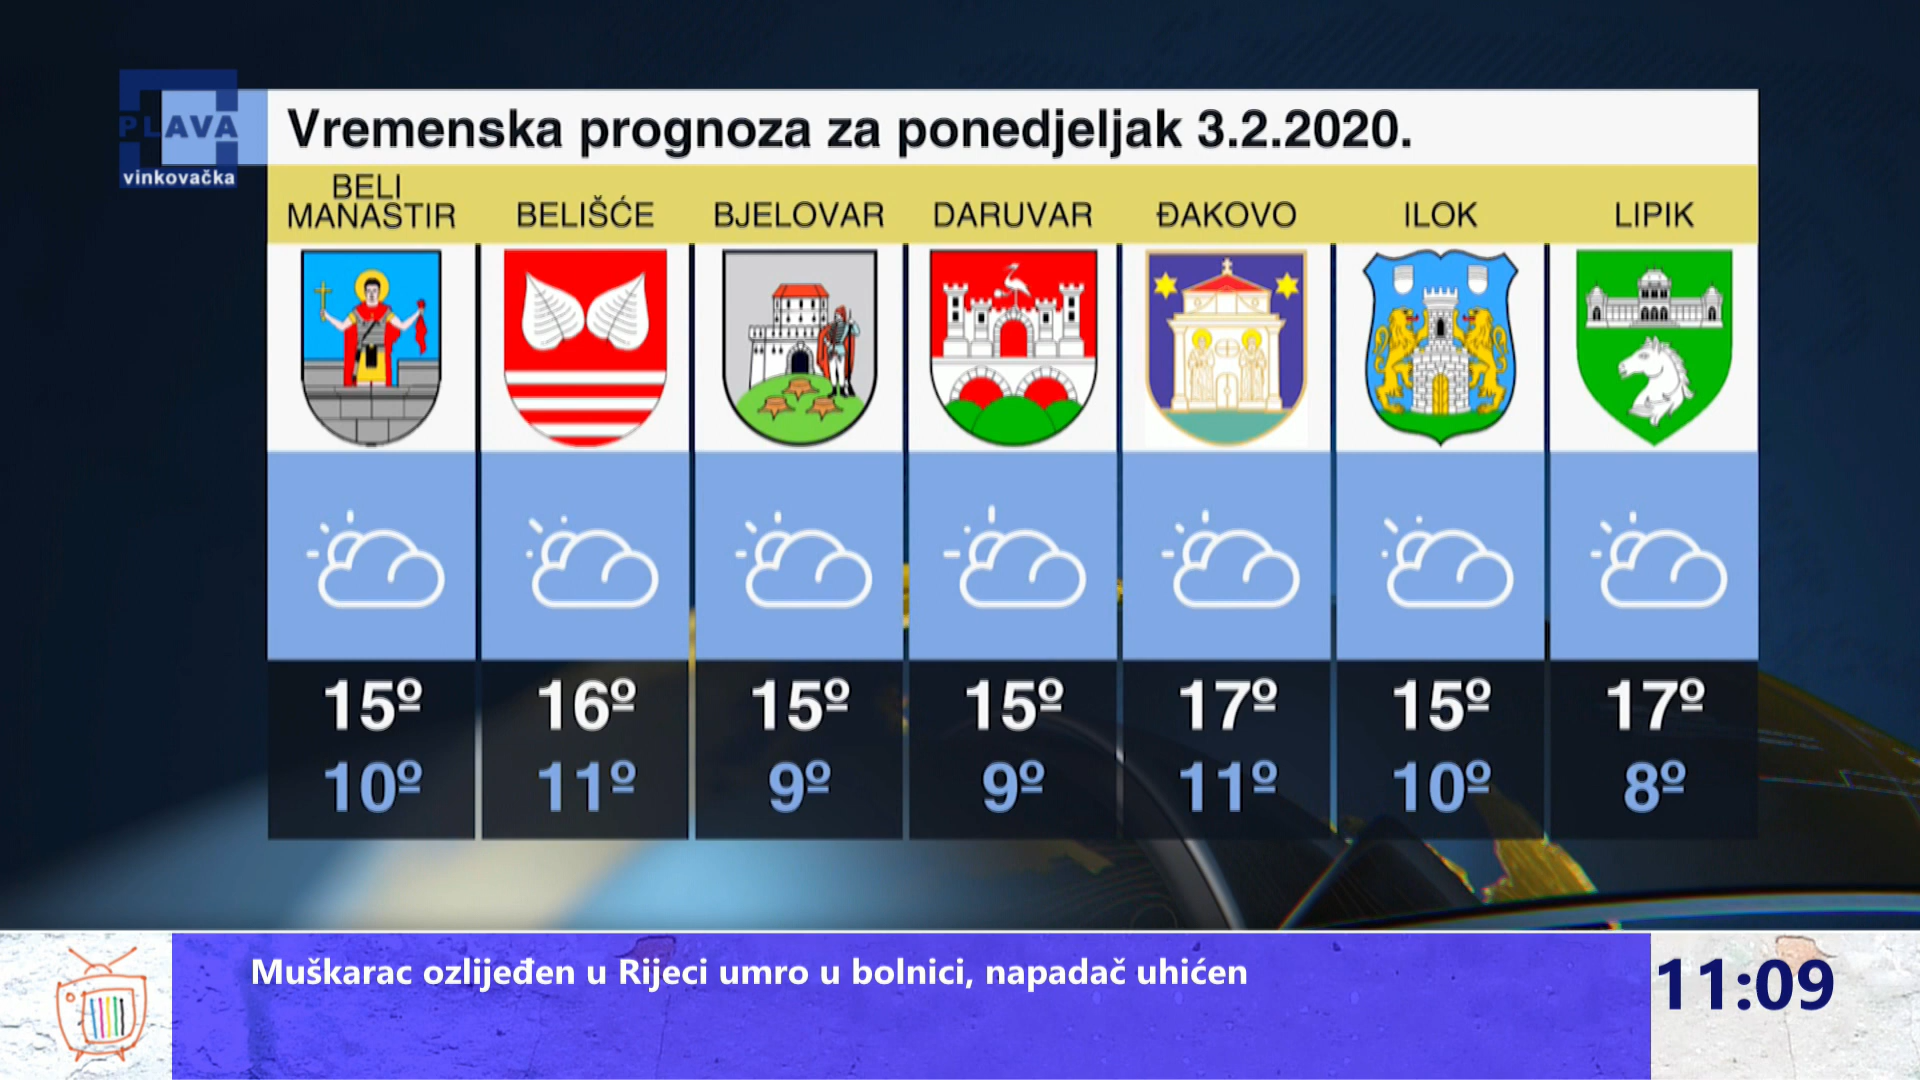 PLAVA
vinkovačka
Vremenska prognoza za ponedjeljak 3.2.2020.
BELI
MANASTIR
BELIŠĆE
BJELOVAR
DARUVAR
ĐAKOVO
ILOK
LIPIK
15º
16º
15º
15º
17º
15º
17º
10º
11º
9º
9º
11º
10º
8º
Muškarac ozlijeđen u Rijeci umro u bolnici, napadač uhićen
11:09